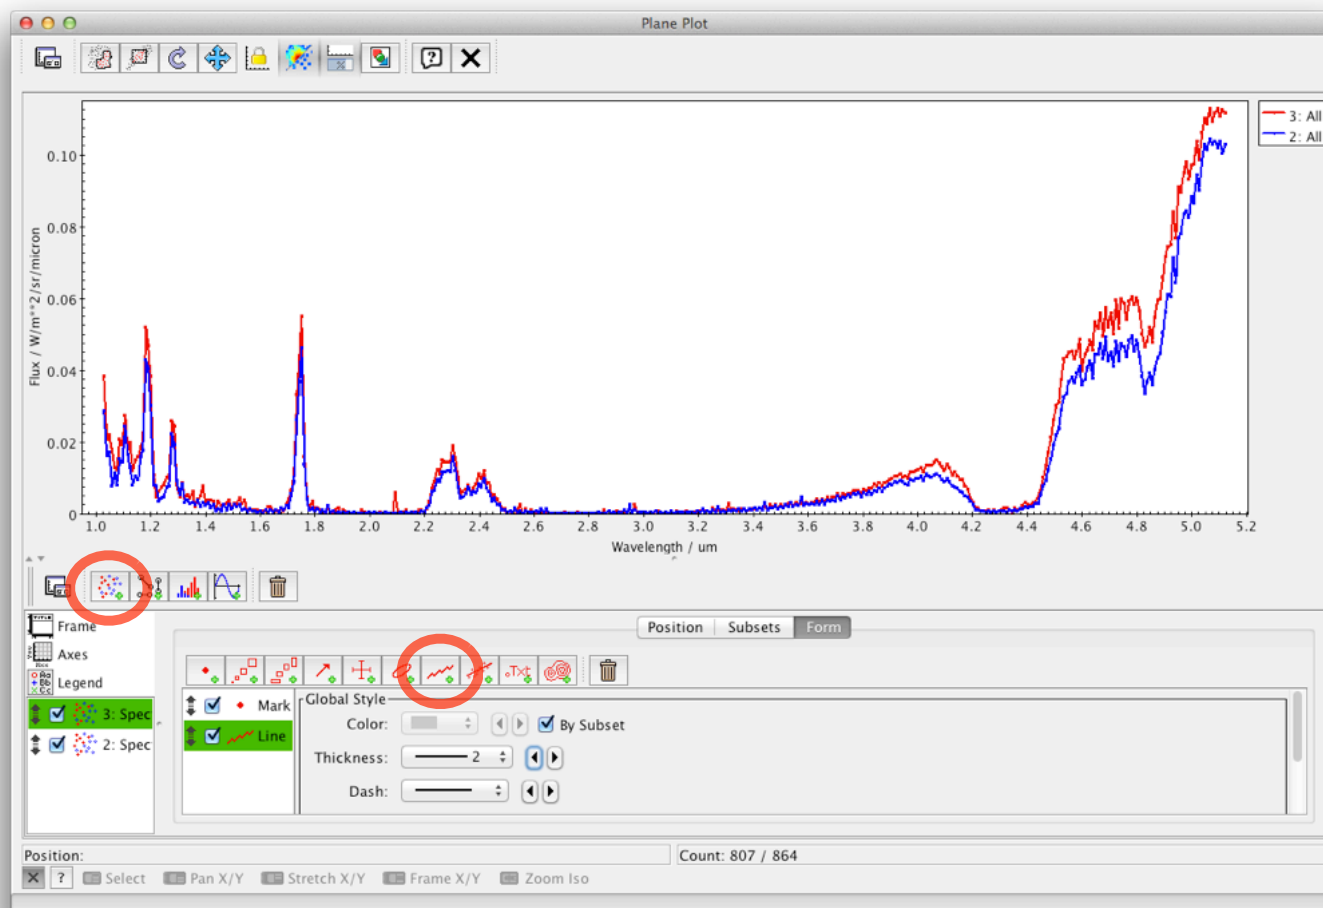 Plane Plot
3: All
2: All
0.10
0.08
0.06
0.04
0.02
0
Flux / W/m**2/sr/micron
1.0 1.2 1.4 1.6 1.8 2.0 2.2 2.4 2.6 2.8 3.0 3.2 3.4 3.6 3.8 4.0 4.2 4.4 4.6 4.8 5.0 5.2
Wavelength / um
Frame
Axes
Legend
3: Spec
2: Spec
Position Subsets Form
.Txt
Mark
Line
Global Style
Color: By Subset
Thickness: 2
Dash:
Position: Count: 807 / 864
? Select Pan X/Y Stretch X/Y Frame X/Y Zoom Iso